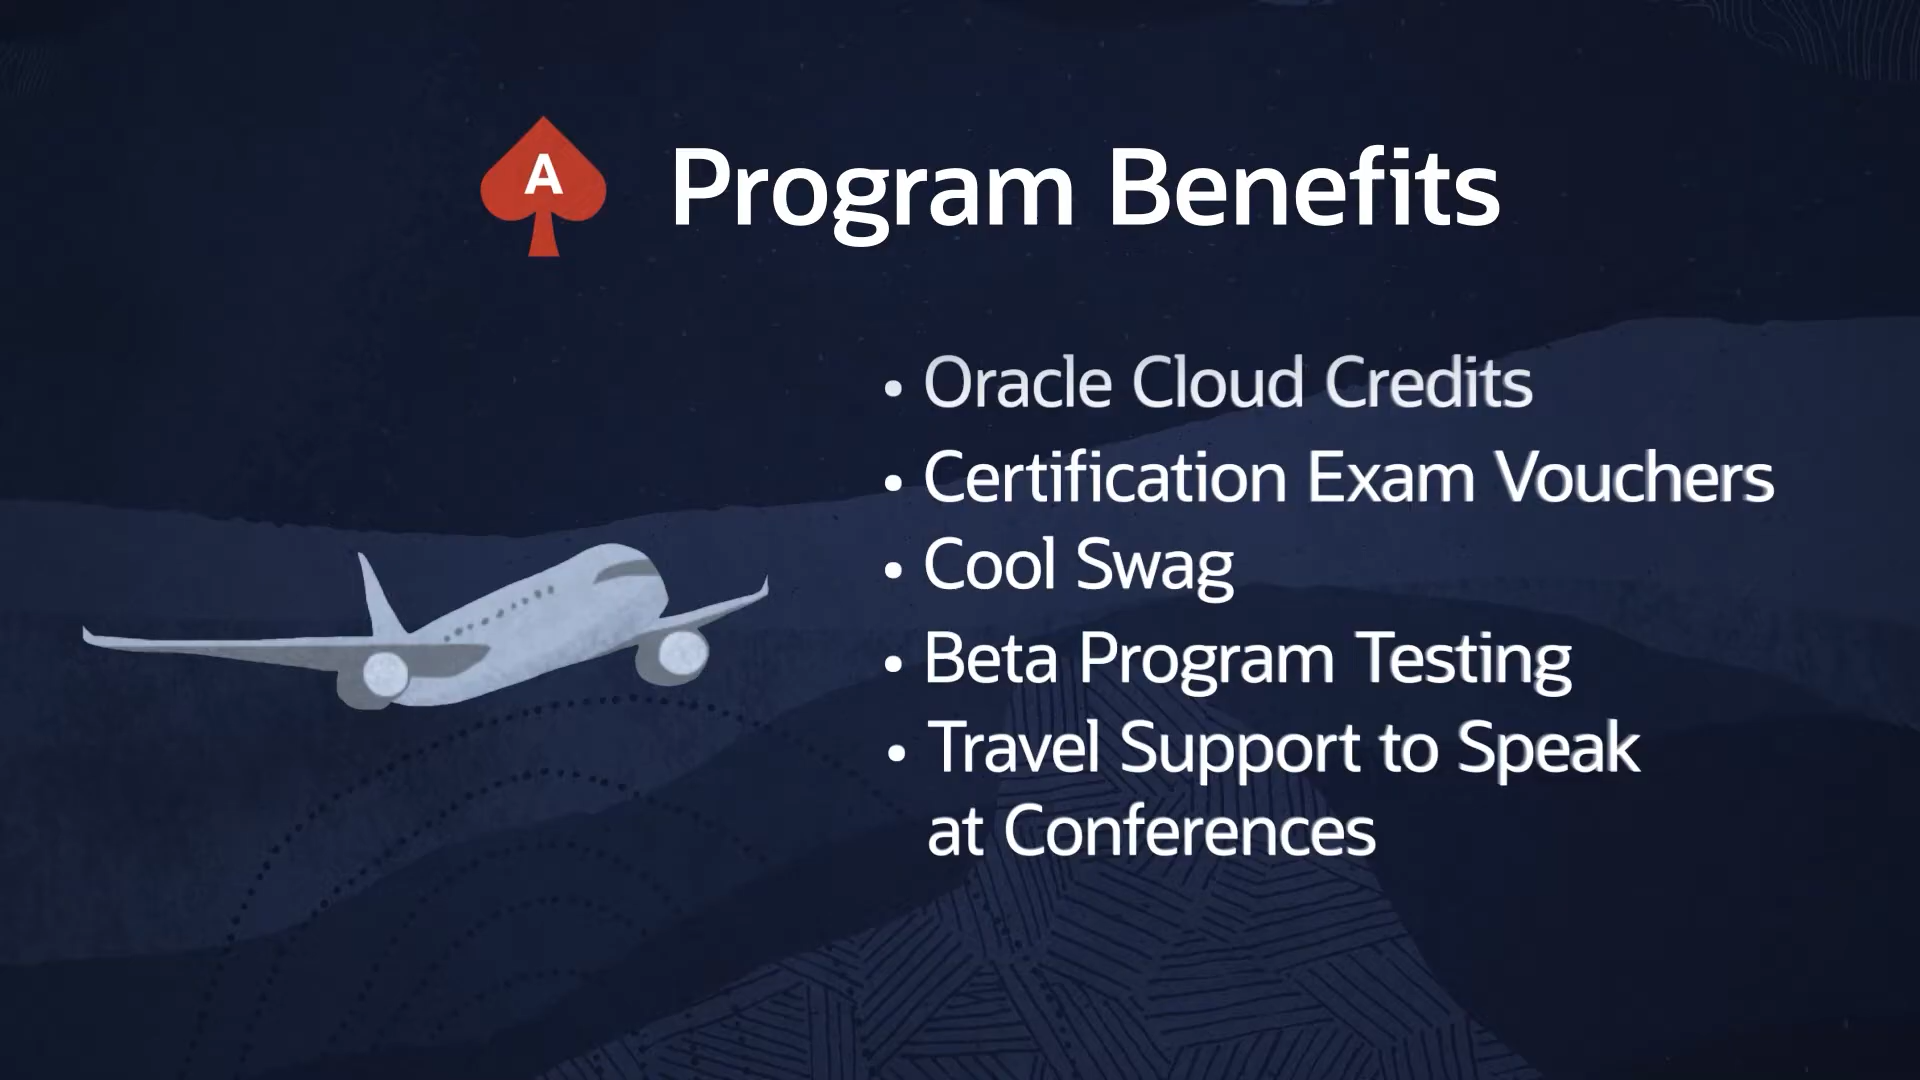 A
Program Benefits
• Oracle Cloud Credits
• Certification Exam Vouchers
• Cool Swag
• Beta Program Testing
• Travel Support to Speak
at Conferences